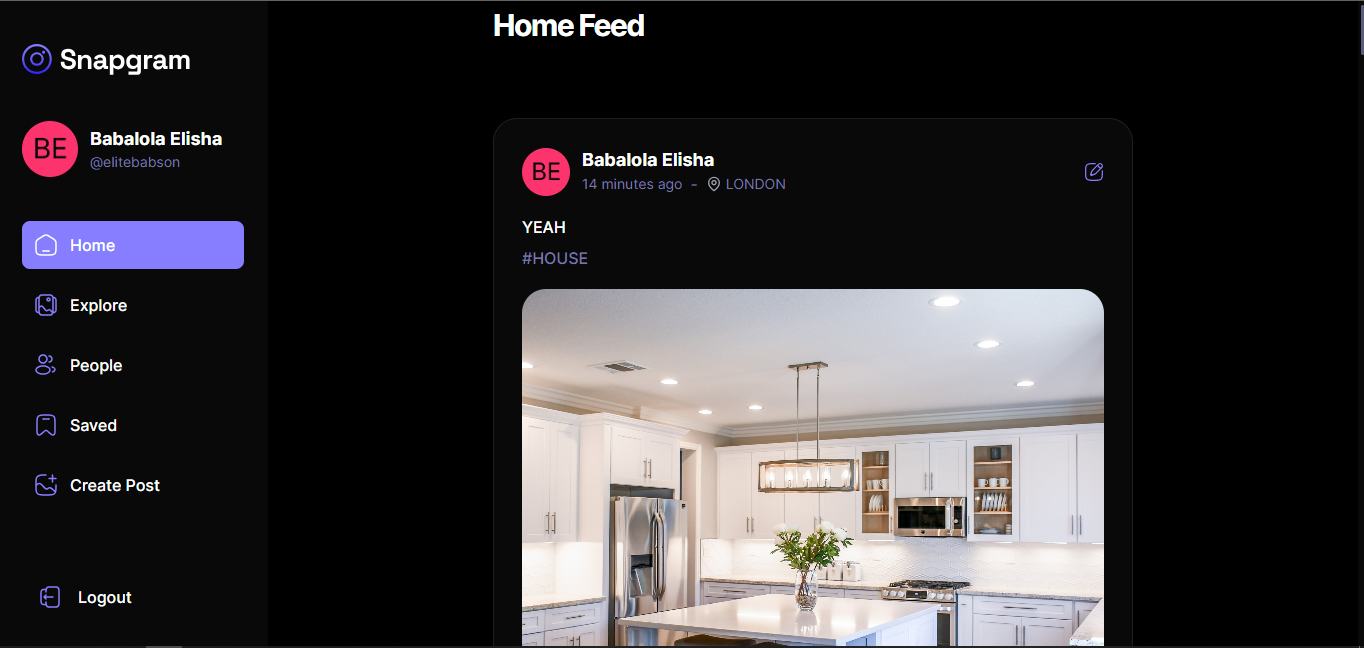 Snapgram
BE
Babalola Elisha
@elitebabson
Home
Explore
People
Saved
Create Post
Logout
Home Feed
BE
Babalola Elisha
14 minutes ago - LONDON
YEAH
#HOUSE